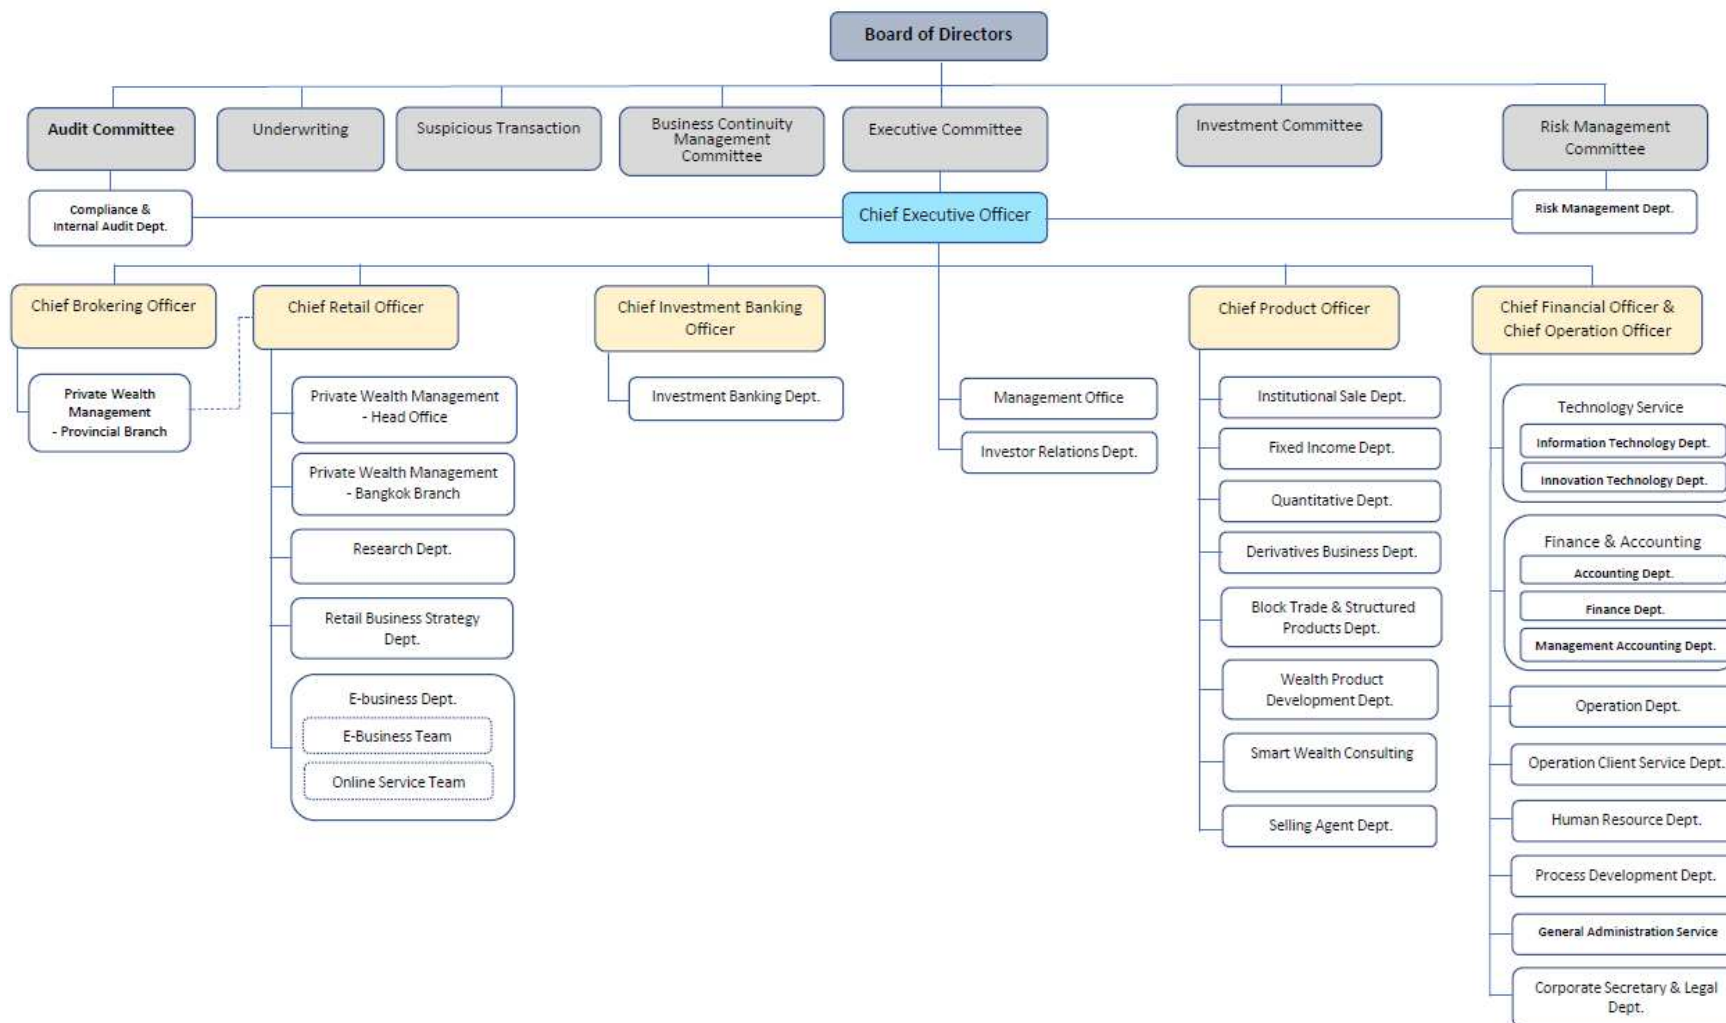 Board of Directors
Audit Committee
Underwriting
Suspicious Transaction
Business Continuity
Management
Committee
Executive Committee
Investment Committee
Risk Management
Committee
Compliance &
Internal Audit Dept.
Chief Executive Officer
Risk Management Dept.
Chief Brokering Officer
Private Wealth
Management
- Provincial Branch
Chief Retail Officer
Private Wealth Management
- Head Office
Private Wealth Management
- Bangkok Branch
Research Dept.
Retail Business Strategy
Dept.
E-business Dept.
E-Business Team
Online Service Team
Chief Investment Banking
Officer
Investment Banking Dept.
Management Office
Investor Relations Dept.
Chief Product Officer
Institutional Sale Dept.
Fixed Income Dept.
Quantitative Dept.
Derivatives Business Dept.
Block Trade & Structured
Products Dept.
Wealth Product
Development Dept.
Smart Wealth Consulting
Selling Agent Dept.
Chief Financial Officer &
Chief Operation Officer
Technology Service
Information Technology Dept.
Innovation Technology Dept.
Finance & Accounting
Accounting Dept.
Finance Dept.
Management Accounting Dept.
Operation Dept.
Operation Client Service Dept.
Human Resource Dept.
Process Development Dept.
General Administration Service
Corporate Secretary & Legal
Dept.